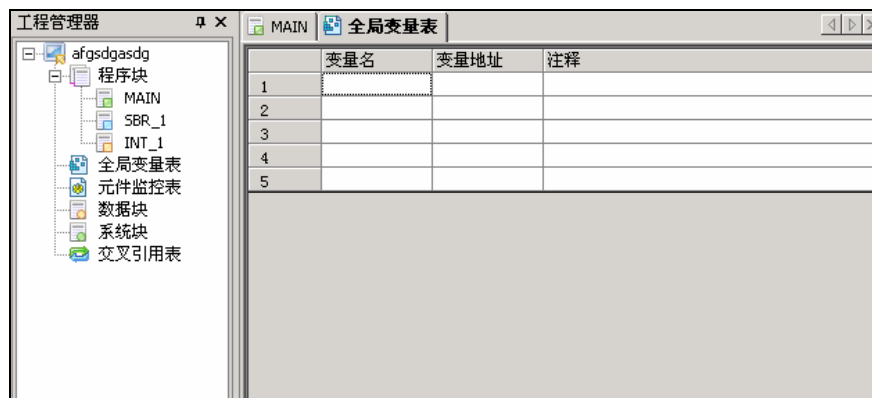 工程管理器
afgsdgasdg
程序块
MAIN
SBR_1
INT_1
全局变量表
元件监控表
数据块
系统块
交叉引用表
MAIN 全局变量表
变量名 变量地址 注释
1
2
3
4
5